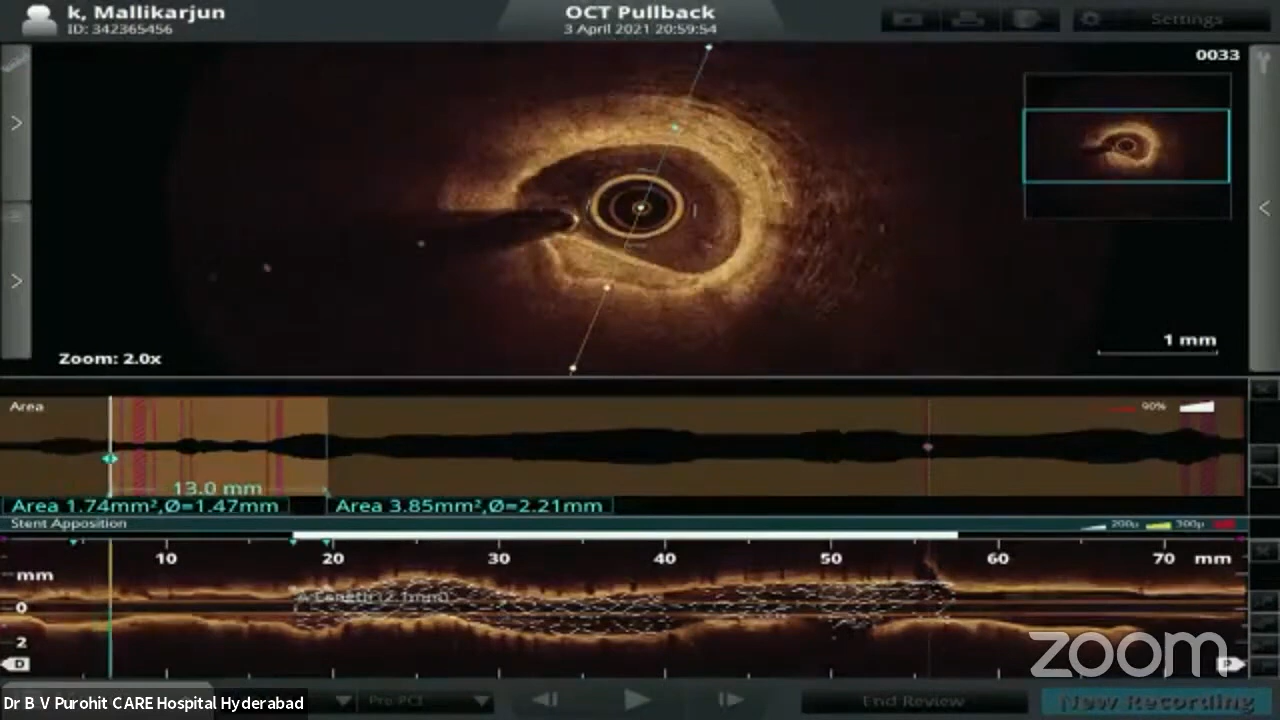 k, Mallikarjun
ID: 342365456
OCT Pullback
3 April 2021 20:59:54
Settings
0033
Zoom: 2.0x
1 mm
Area
90%
13.0 mm
Area 1.74mm²,Ø=1.47mm
Area 3.85mm²,Ø=2.21mm
Stent Apposition
200µ
300µ
10 20 30 40 50 60 70 mm
mm
0
2
D
P
zoom
Pre-PCI
End Review
New Recording
Dr B V Purohit CARE Hospital Hyderabad